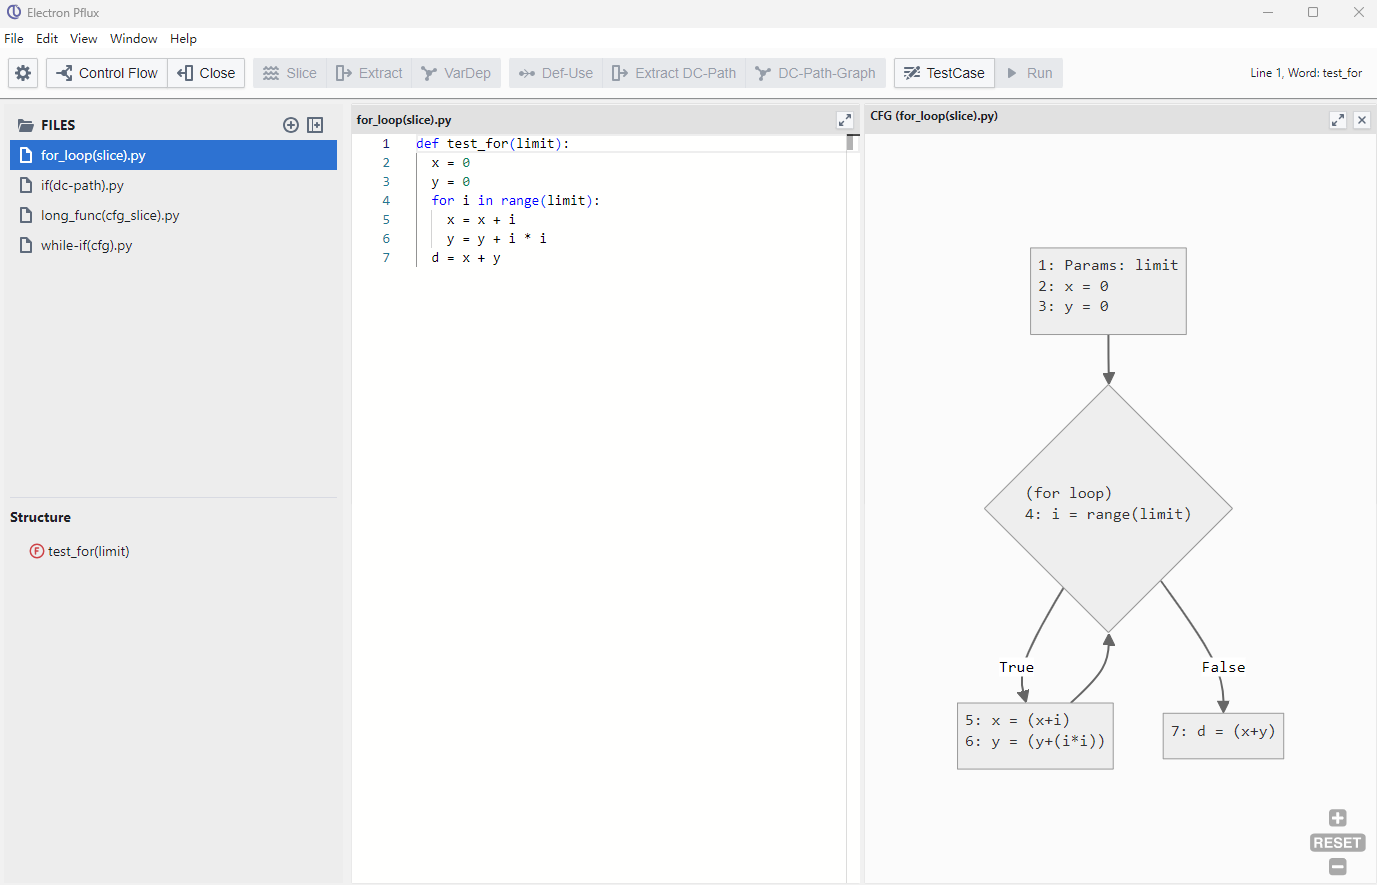 Electron Pflux
File Edit View Window Help
Control Flow Close Slice Extract VarDep Def-Use Extract DC-Path DC-Path-Graph TestCase Run Line 1, Word: test_for
FILES
for_loop(slice).py
if(dc-path).py
long_func(cfg_slice).py
while-if(cfg).py
Structure
F test_for(limit)
for_loop(slice).py
1 def test_for(limit):
2 x = 0
3 y = 0
4 for i in range(limit):
5 x = x + i
6 y = y + i * i
7 d = x + y
CFG (for_loop(slice).py)
1: Params: limit
2: x = 0
3: y = 0
(for loop)
4: i = range(limit)
True
False
5: x = (x+i)
6: y = (y+(i*i))
7: d = (x+y)
RESET